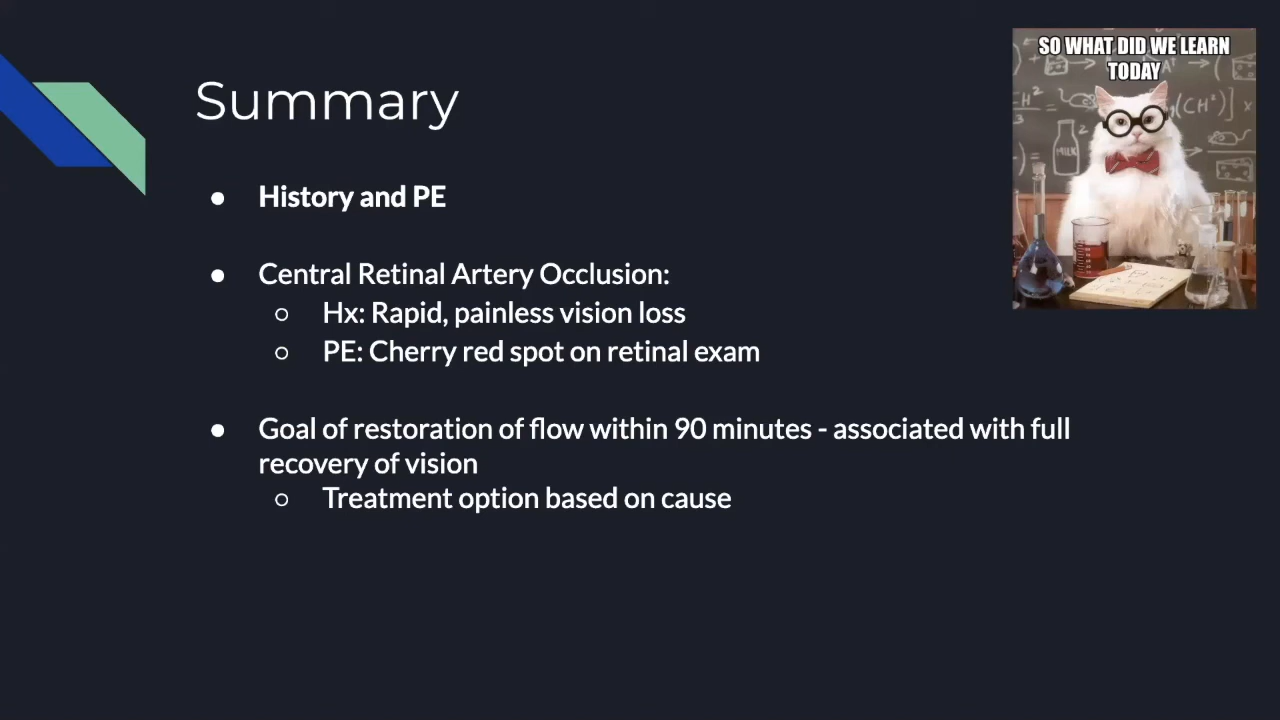 SO WHAT DID WE LEARN
TODAY
Summary
● History and PE
● Central Retinal Artery Occlusion:
○ Hx: Rapid, painless vision loss
○ PE: Cherry red spot on retinal exam
● Goal of restoration of flow within 90 minutes - associated with full
recovery of vision
○ Treatment option based on cause
MILK